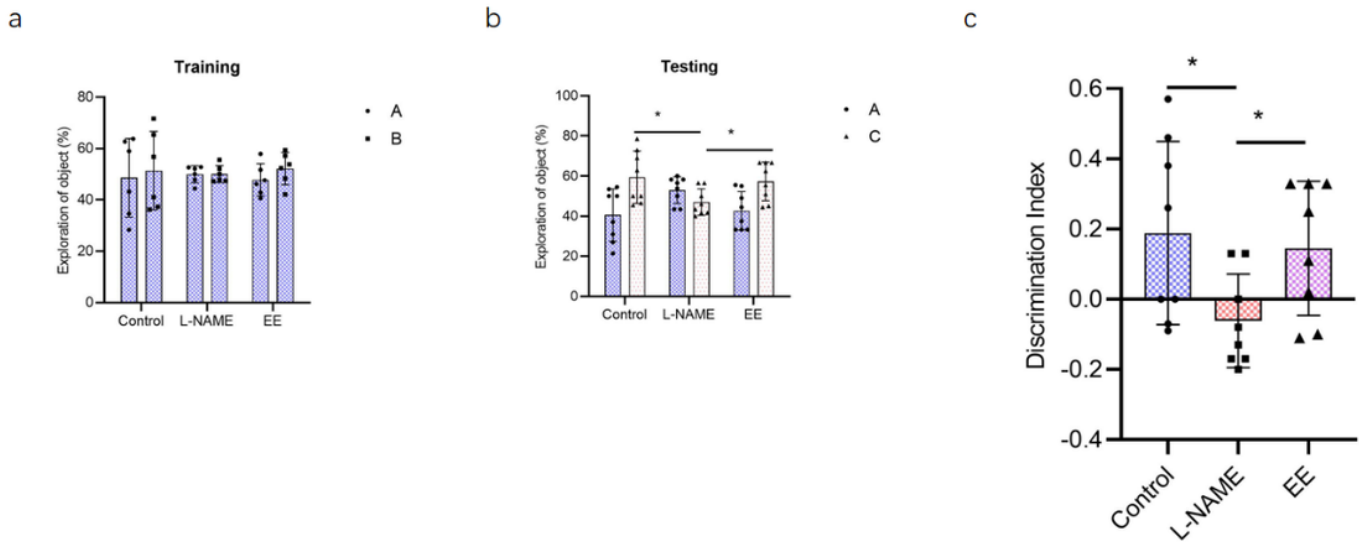 a
Training
Exploration of object (%)
80
60
40
20
0
Control L-NAME EE
A
B
b
Testing
Exploration of object (%)
100
80
60
40
20
0
* *
Control L-NAME EE
A
C
c
Discrimination Index
0.6
0.4
0.2
0.0
-0.2
-0.4
*
*
Control
L-NAME
EE